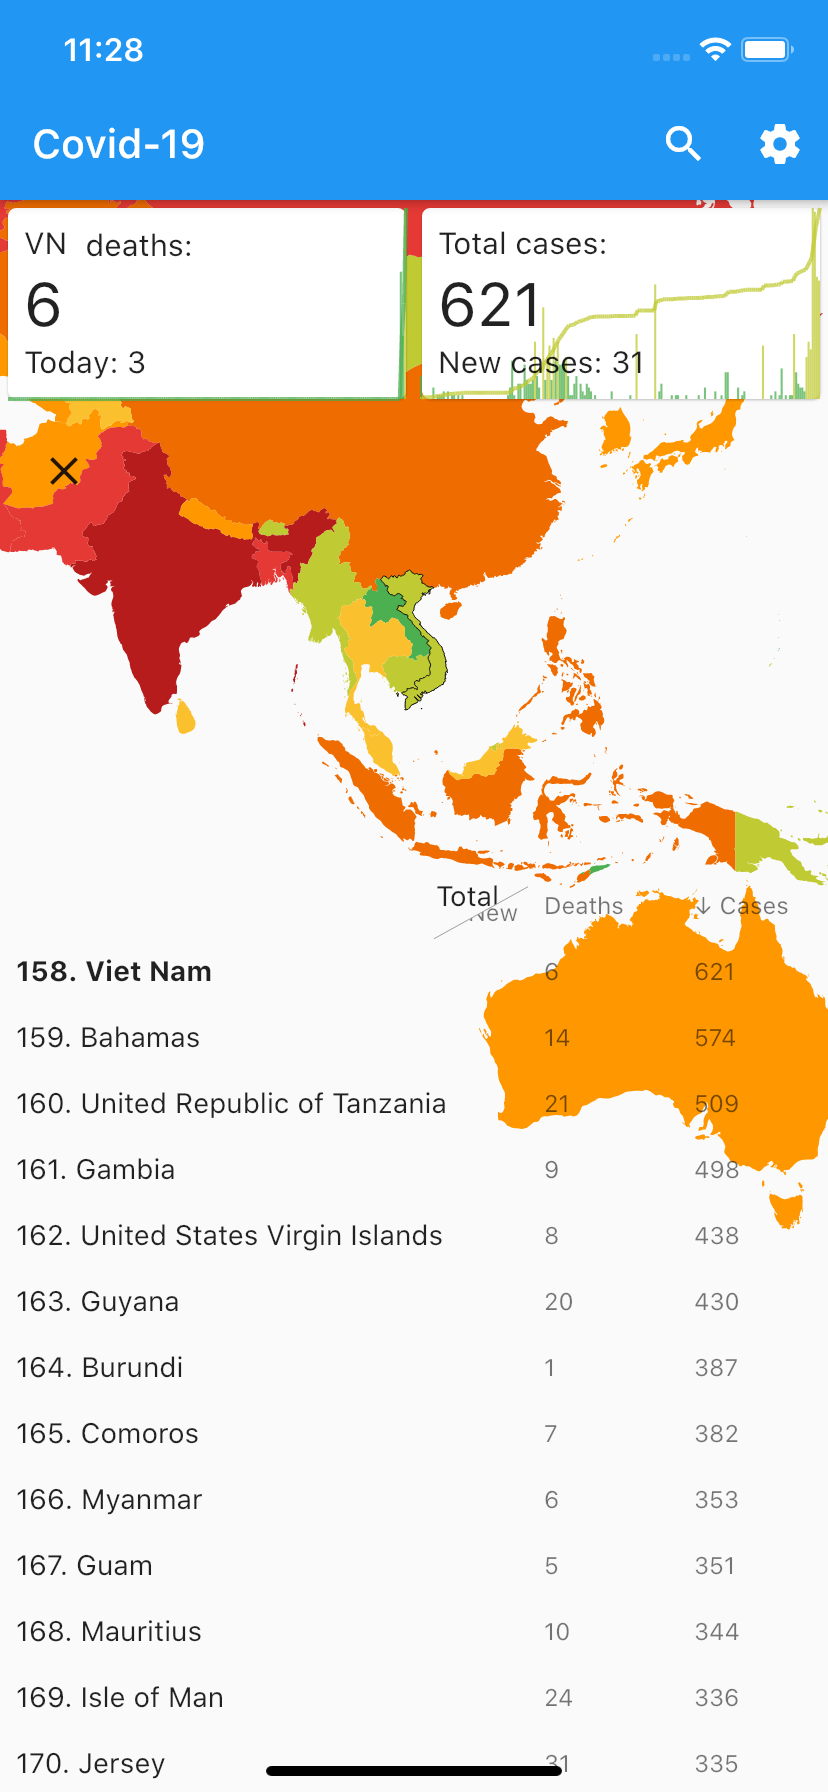 11:28
Covid-19
VN deaths:
6
Today: 3
Total cases:
621
New cases: 31
Total
New
Deaths
↓ Cases
158. Viet Nam 6 621
159. Bahamas 14 574
160. United Republic of Tanzania 21 509
161. Gambia 9 498
162. United States Virgin Islands 8 438
163. Guyana 20 430
164. Burundi 1 387
165. Comoros 7 382
166. Myanmar 6 353
167. Guam 5 351
168. Mauritius 10 344
169. Isle of Man 24 336
170. Jersey 31 335